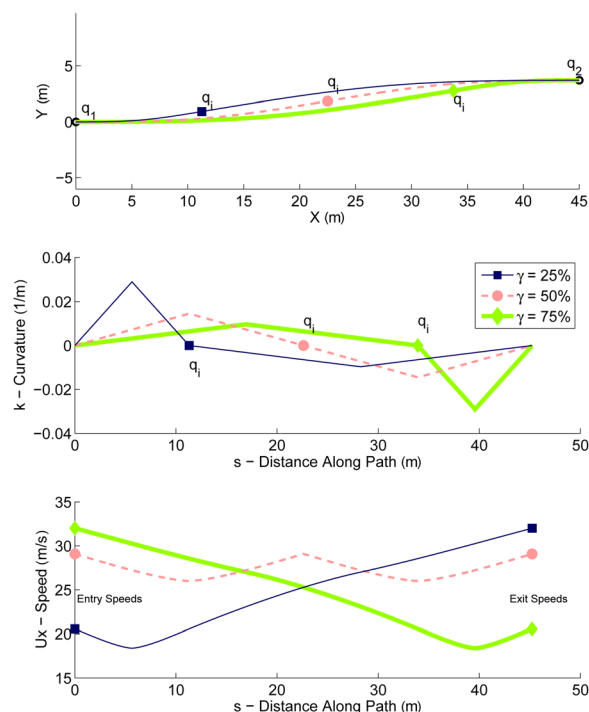 5
0
−5
Y (m)
q1
qi
qi
qi
q2
0
5
10
15
20
25
30
35
40
45
X (m)
0.04
0.02
0
−0.02
−0.04
k − Curvature (1/m)
γ = 25%
γ = 50%
γ = 75%
qi
qi
qi
0
10
20
30
40
50
s − Distance Along Path (m)
35
30
25
20
15
Ux − Speed (m/s)
Entry Speeds
Exit Speeds
0
10
20
30
40
50
s − Distance Along Path (m)